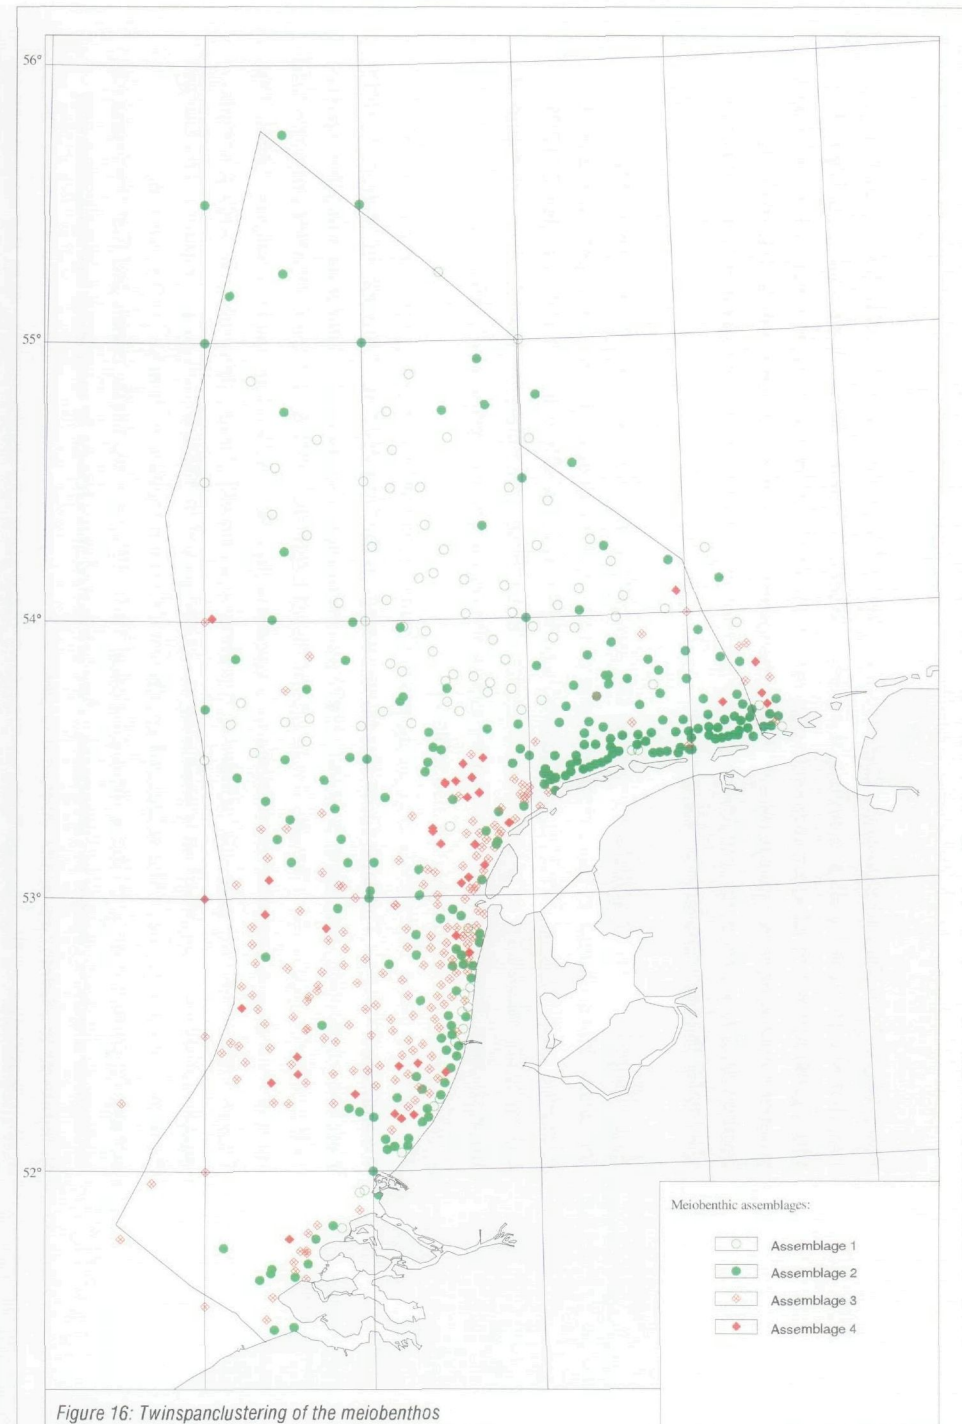 56°
55°
54°
53°
52°
Meiobenthic assemblages:
Assemblage 1
Assemblage 2
Assemblage 3
Assemblage 4
Figure 16: Twinspanclustering of the meiobenthos